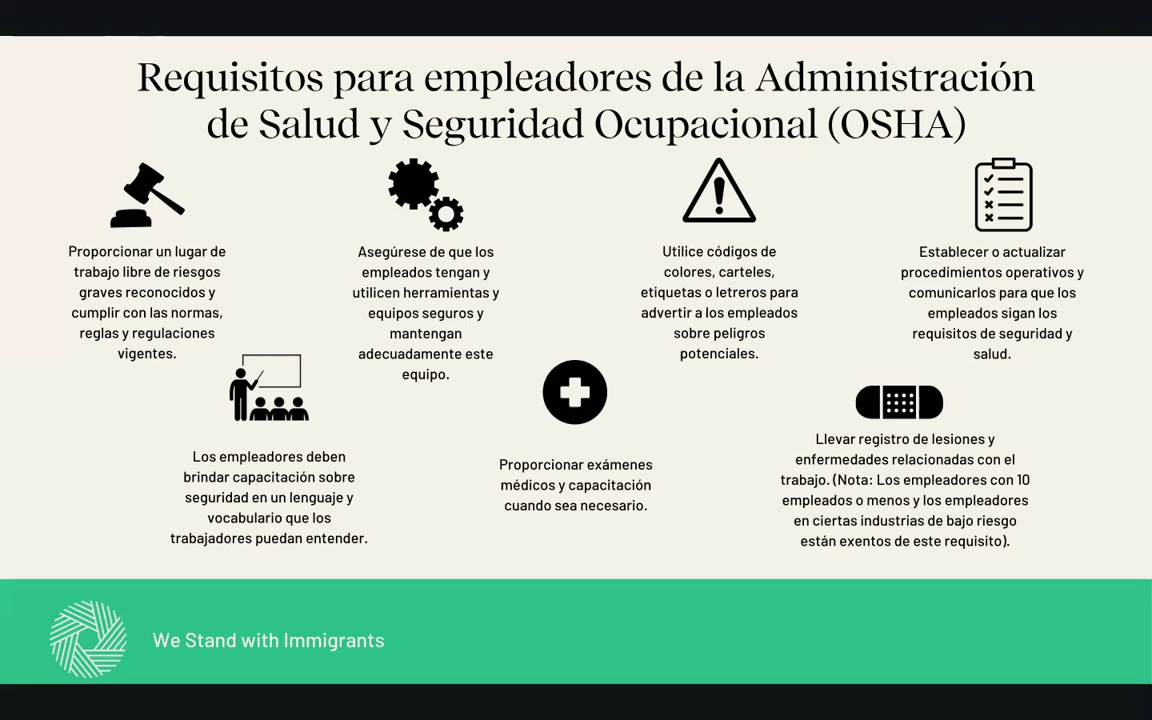 Requisitos para empleadores de la Administración
de Salud y Seguridad Ocupacional (OSHA)
Proporcionar un lugar de
trabajo libre de riesgos
graves reconocidos y
cumplir con las normas,
reglas y regulaciones
vigentes.
Asegúrese de que los
empleados tengan y
utilicen herramientas y
equipos seguros y
mantengan
adecuadamente este
equipo.
Utilice códigos de
colores, carteles,
etiquetas o letreros para
advertir a los empleados
sobre peligros
potenciales.
Establecer o actualizar
procedimientos operativos y
comunicarlos para que los
empleados sigan los
requisitos de seguridad y
salud.
Los empleadores deben
brindar capacitación sobre
seguridad en un lenguaje y
vocabulario que los
trabajadores puedan entender.
Proporcionar exámenes
médicos y capacitación
cuando sea necesario.
Llevar registro de lesiones y
enfermedades relacionadas con el
trabajo. (Nota: Los empleadores con 10
empleados o menos y los empleadores
en ciertas industrias de bajo riesgo
están exentos de este requisito).
We Stand with Immigrants